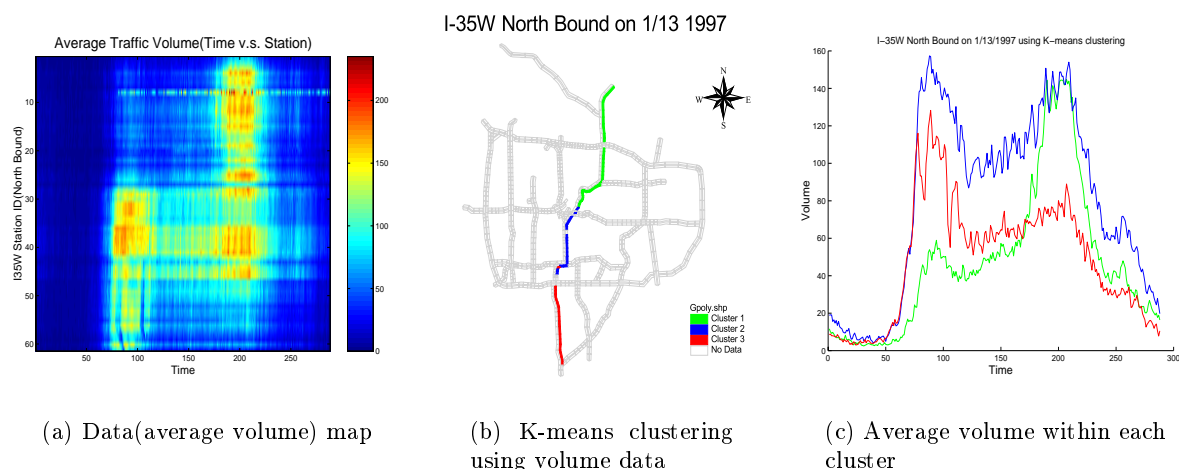 I-35W North Bound on 1/13 1997
Average Traffic Volume(Time v.s. Station)
I35W Station ID(North Bound)
10
20
30
40
50
60
50
100
150
200
250
Time
200
150
100
50
0
N
W
E
S
Gpoly.shp
Cluster 1
Cluster 2
Cluster 3
No Data
I-35W North Bound on 1/13/1997 using K-means clustering
Volume
160
140
120
100
80
60
40
20
0
0
50
100
150
200
250
300
Time
(a) Data(average volume) map
(b) K-means clustering
using volume data
(c) Average volume within each
cluster